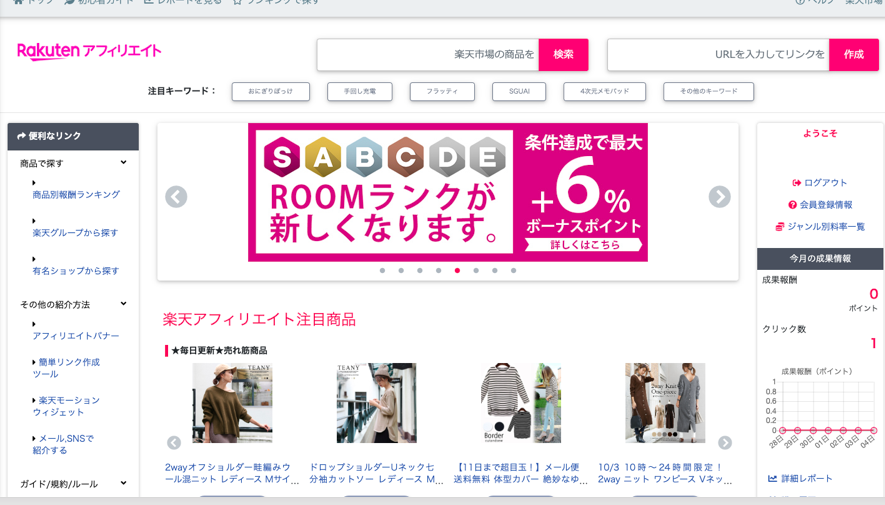 トップ 初心者ガイド レポートを見る ランキングで探す ヘルプ 楽天市場
Rakuten アフィリエイト
楽天市場の商品を 検索
URLを入力してリンクを 作成
注目キーワード： おにぎりぽっけ 手回し充電 フラッティ SGUAI 4次元メモパッド その他のキーワード
便利なリンク
商品で探す
商品別報酬ランキング
楽天グループから探す
有名ショップから探す
その他の紹介方法
アフィリエイトバナー
簡単リンク作成
ツール
楽天モーション
ウィジェット
メール,SNSで
紹介する
ガイド/規約/ルール
S A B C D E
ROOMランクが
新しくなります。
条件達成で最大
+6%
ボーナスポイント
詳しくはこちら
楽天アフィリエイト注目商品
★毎日更新★売れ筋商品
TEANY
TEANY
Border
2way Knit
One-piece
2wayオフショルダー畦編みウ
ール混ニット レディース Mサイ...
ドロップショルダーUネック七
分袖カットソー レディース M...
【11日まで超目玉！】メール便
送料無料 体型カバー 絶妙なゆ...
10/3 10時～24時間限定！
2way ニット ワンピース Vネッ...
ようこそ
ログアウト
会員登録情報
ジャンル別料率一覧
今月の成果情報
成果報酬
0
ポイント
クリック数
1
成果報酬（ポイント）
1
0.8
0.6
0.4
0.2
0
28日 29日 30日 01日 02日 03日 04日
詳細レポート